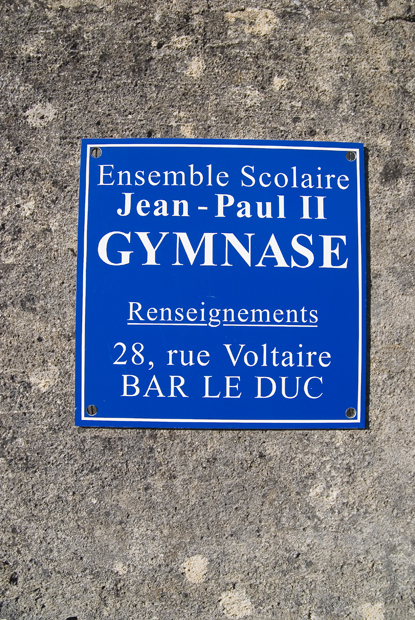 Ensemble Scolaire
Jean-Paul II
GYMNASE
Renseignements
28, rue Voltaire
BAR LE DUC